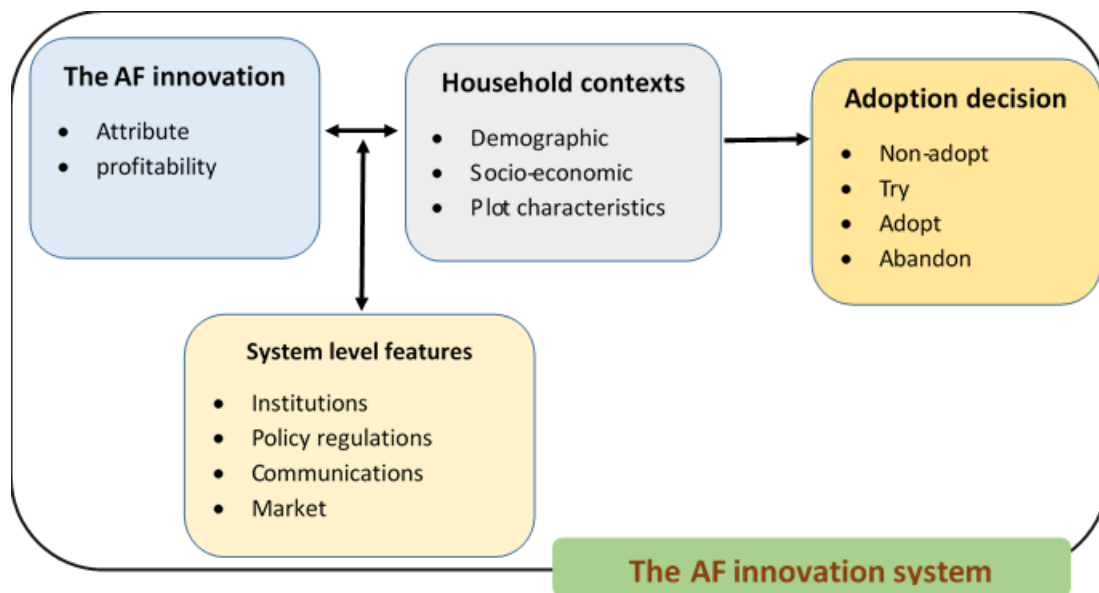 The AF innovation
• Attribute
• profitability
Household contexts
• Demographic
• Socio-economic
• Plot characteristics
Adoption decision
• Non-adopt
• Try
• Adopt
• Abandon
System level features
• Institutions
• Policy regulations
• Communications
• Market
The AF innovation system